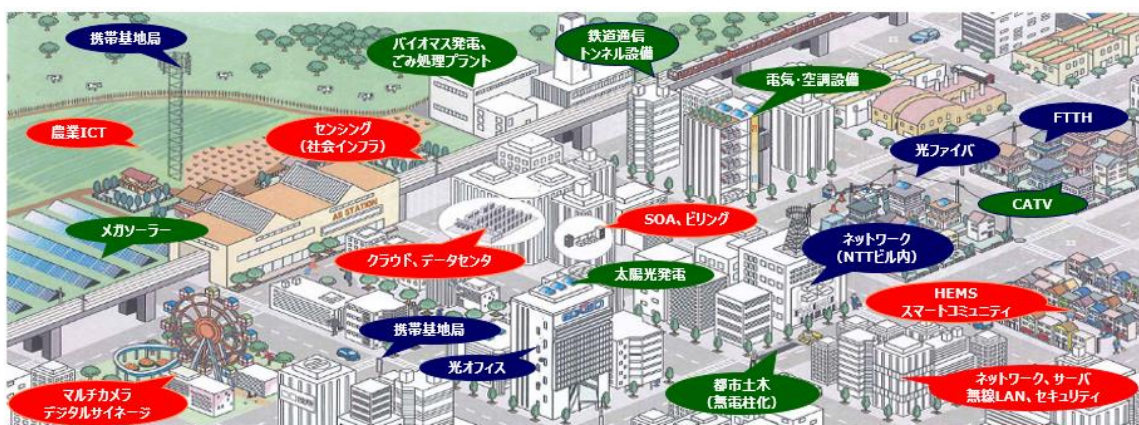 携帯基地局
バイオマス発電、
ごみ処理プラント
鉄道通信
トンネル設備
電気・空調設備
FTTH
農業ICT
センシング
(社会インフラ)
光ファイバ
AB STATION
CATV
メガソーラー
SOA、ビリング
ネットワーク
(NTTビル内)
クラウド、データセンタ
太陽光発電
HEMS
スマートコミュニティ
携帯基地局
光オフィス
マルチカメラ
デジタルサイネージ
都市土木
(無電柱化)
ネットワーク、サーバ
無線LAN、セキュリティ